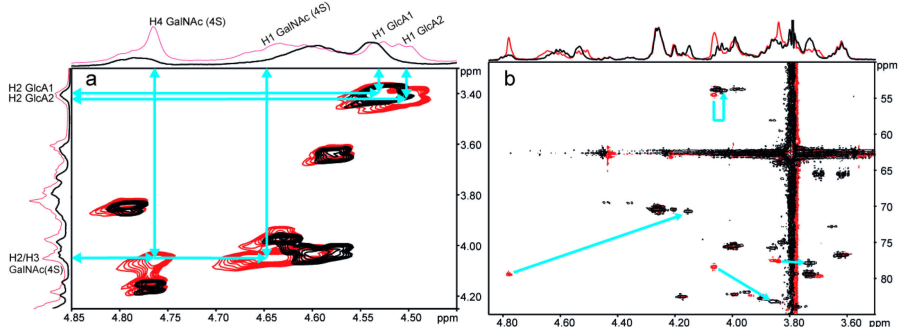 H4 GalNAc (4S)
H1 GalNAc (4S)
H1 GlcA1
H1 GlcA2
ppm
H2 GlcA1
H2 GlcA2
H2/H3
GalNAc(4S)
a
3.40
3.60
3.80
4.00
4.20
4.85 4.80 4.75 4.70 4.65 4.60 4.55 4.50 ppm
b
ppm
55
60
65
70
75
80
4.80 4.60 4.40 4.20 4.00 3.80 3.60 ppm